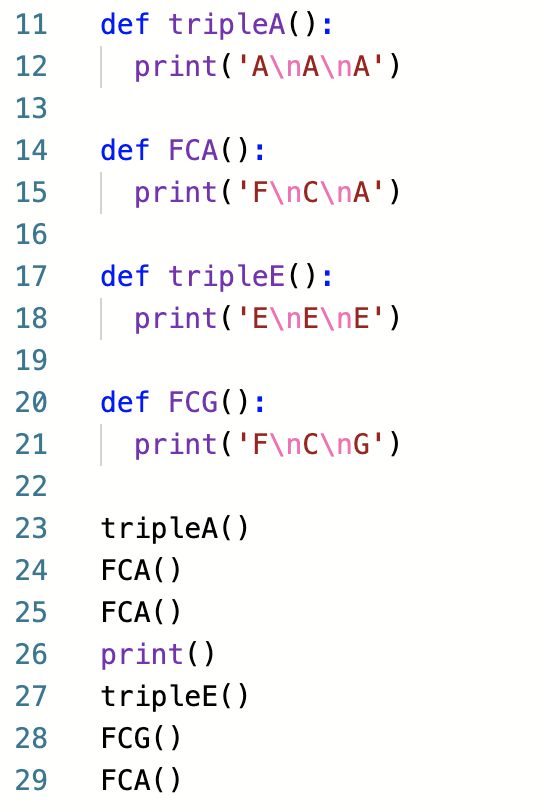 11 def tripleA():
12   print('A\nA\nA')
13
14 def FCA():
15   print('F\nC\nA')
16
17 def tripleE():
18   print('E\nE\nE')
19
20 def FCG():
21   print('F\nC\nG')
22
23 tripleA()
24 FCA()
25 FCA()
26 print()
27 tripleE()
28 FCG()
29 FCA()